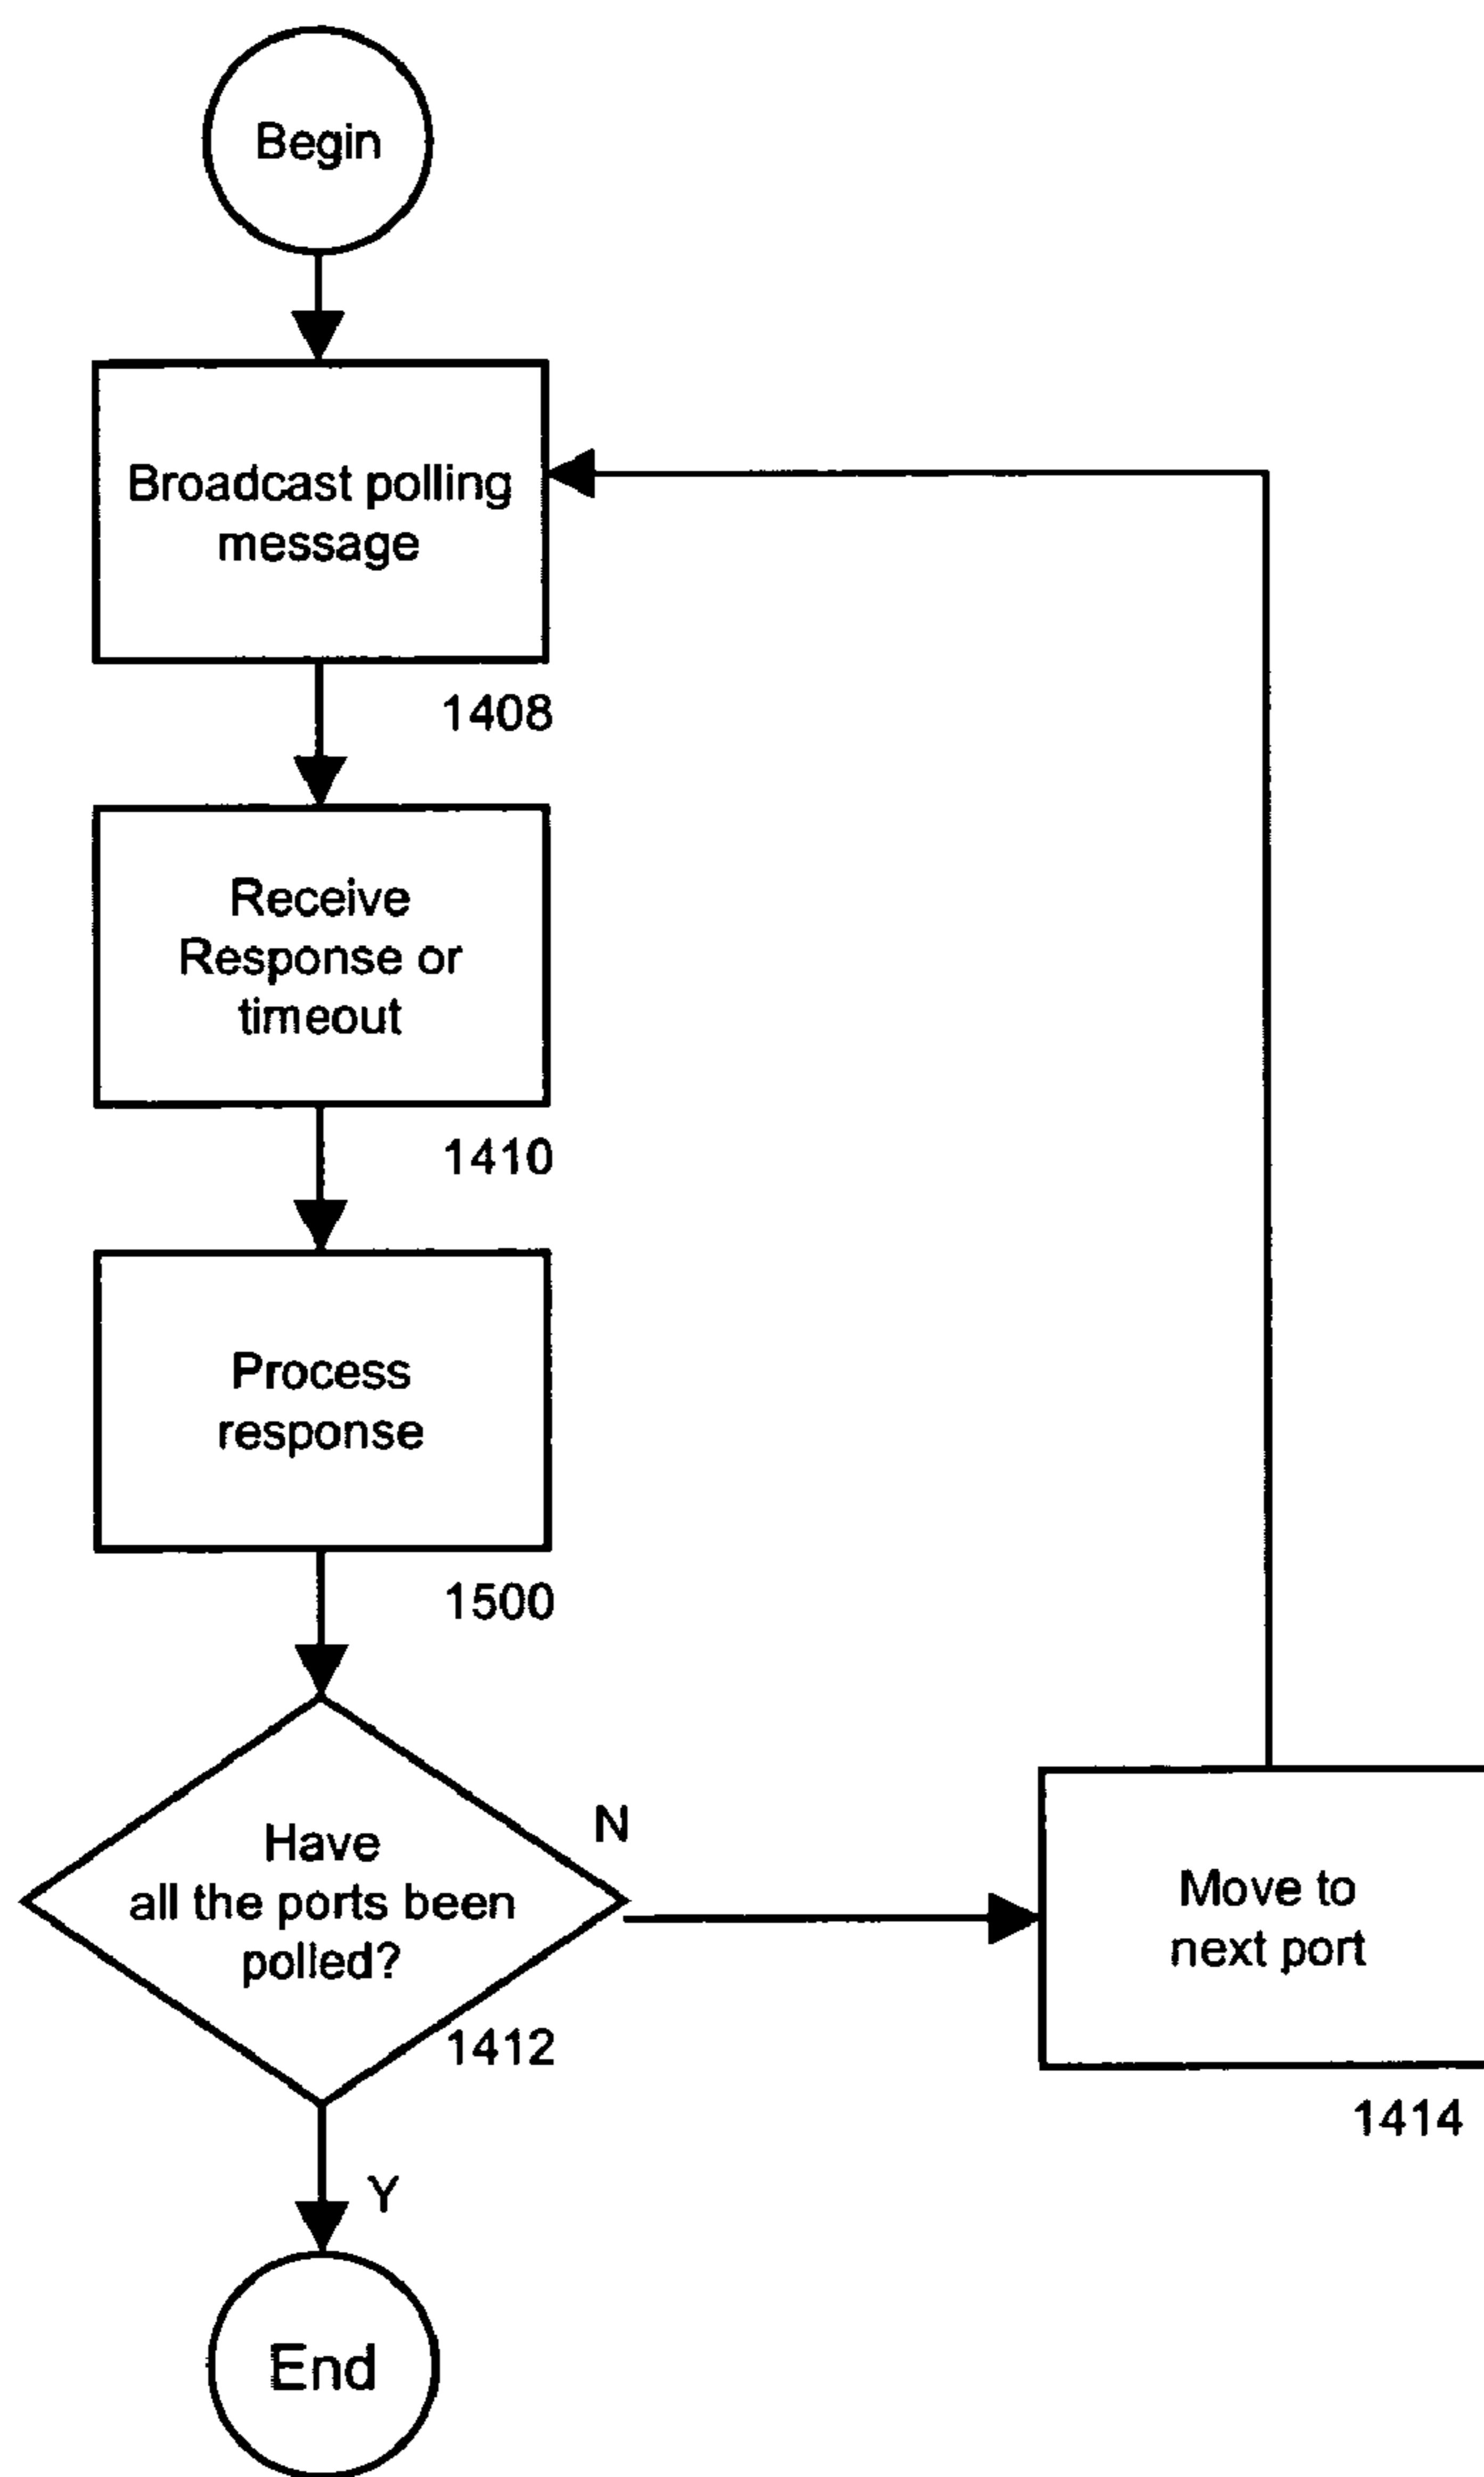 Begin
Broadcast polling
message
1408
Receive
Response or
timeout
1410
Process
response
1500
Have
all the ports been
polled?
N
1412
Move to
next port
1414
Y
End